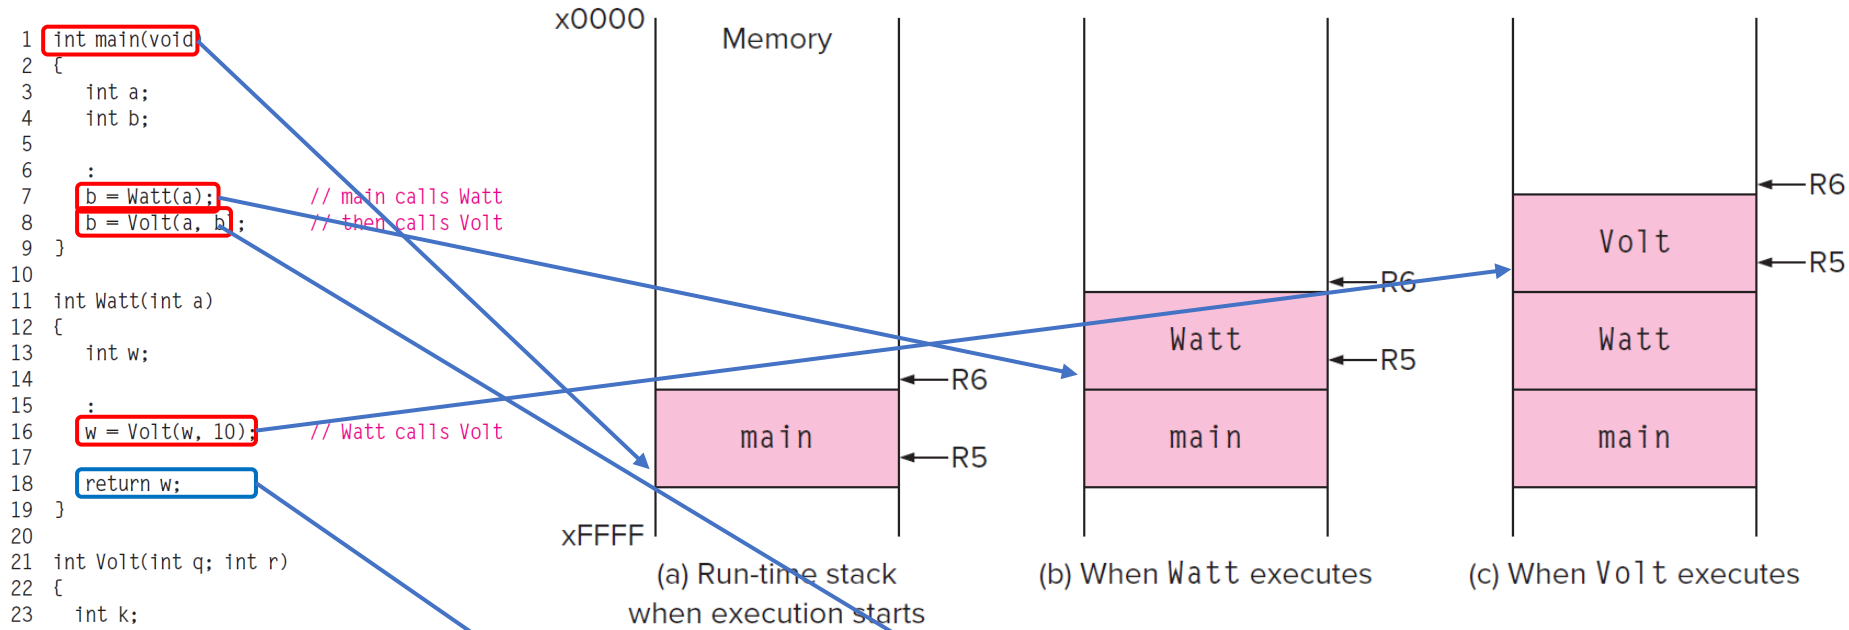 1 int main(void)
2 {
3 int a;
4 int b;
5
6 :
7 b = Watt(a); // main calls Watt
8 b = Volt(a, b); // then calls Volt
9 }
10
11 int Watt(int a)
12 {
13 int w;
14
15 :
16 w = Volt(w, 10); // Watt calls Volt
17
18 return w;
19 }
20
21 int Volt(int q; int r)
22 {
23 int k;
x0000
Memory
main
R6
R5
xFFFF
(a) Run-time stack
when execution starts
R6
Watt
R5
main
(b) When Watt executes
R6
Volt
R5
Watt
main
(c) When Volt executes